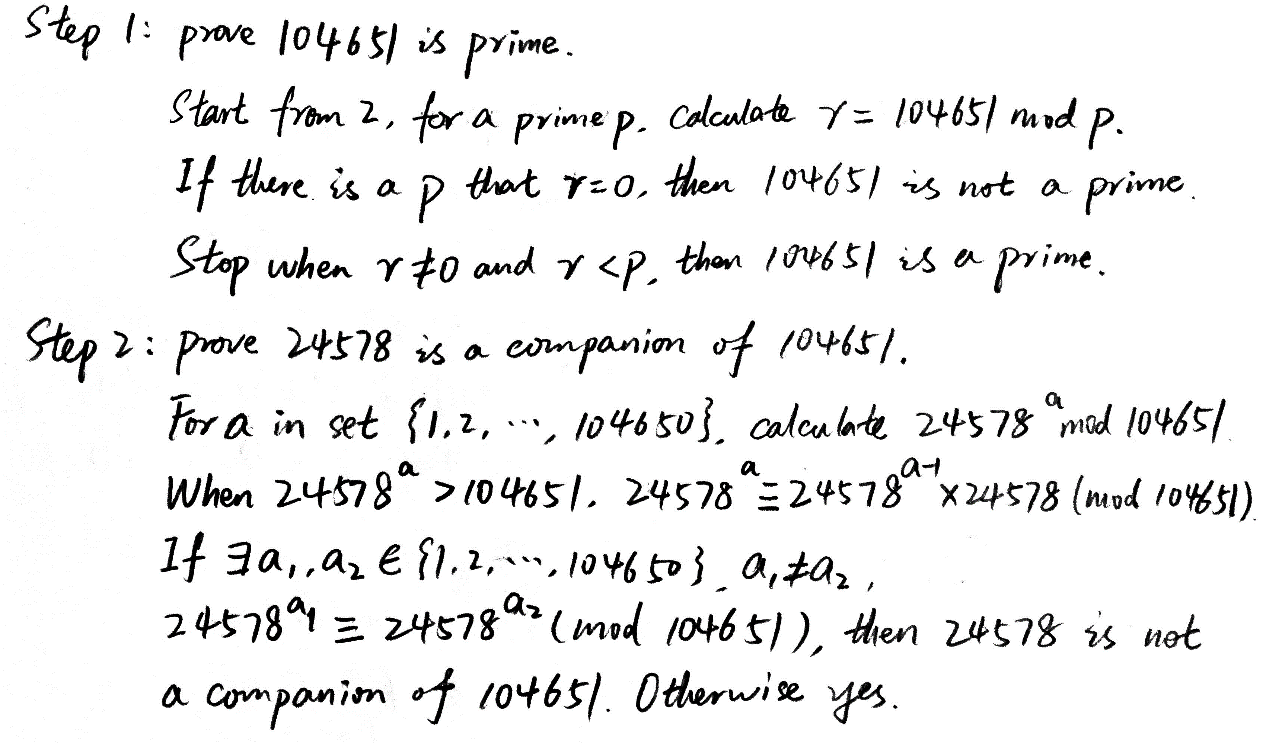 Step 1: prove 104651 is prime.
Start from 2, for a prime p. Calculate r = 104651 mod p.
If there is a p that r=0, then 104651 is not a prime.
Stop when r≠0 and r<p, then 104651 is a prime.
Step 2: prove 24578 is a companion of 104651.
For a in set {1,2,…,104650}, calculate 24578^a mod 104651
When 24578^a > 104651. 24578^a ≡ 24578^{a-1} × 24578 (mod 104651).
If ∃a₁,a₂ ∈ {1,2,…,104650}, a₁≠a₂,
24578^{a₁} ≡ 24578^{a₂} (mod 104651), then 24578 is not
a companion of 104651. Otherwise yes.